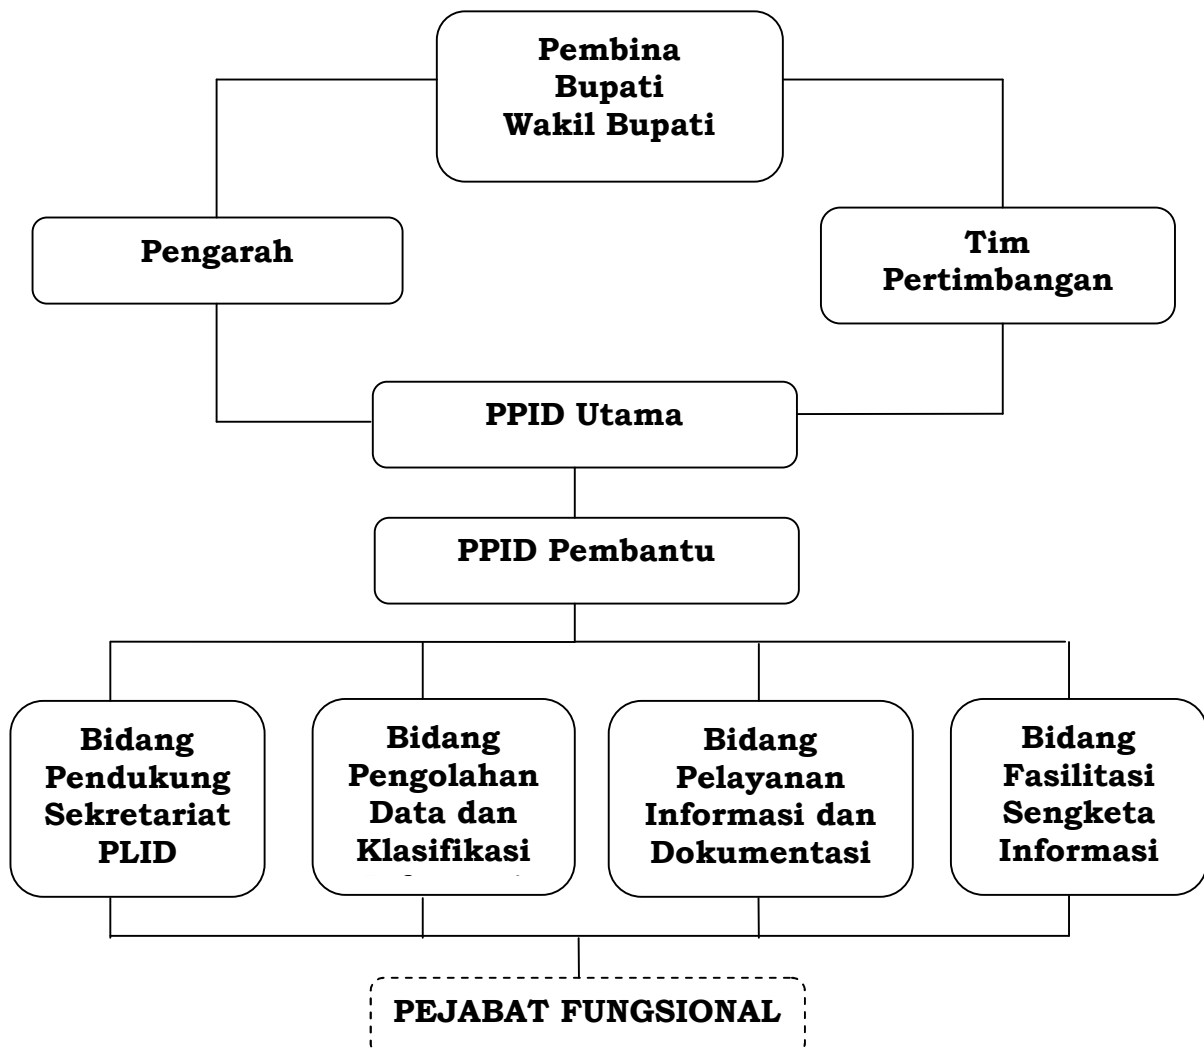 Pembina
Bupati
Wakil Bupati
Pengarah
Tim
Pertimbangan
PPID Utama
PPID Pembantu
Bidang
Pendukung
Sekretariat
PLID
Bidang
Pengolahan
Data dan
Klasifikasi
Bidang
Pelayanan
Informasi dan
Dokumentasi
Bidang
Fasilitasi
Sengketa
Informasi
PEJABAT FUNGSIONAL